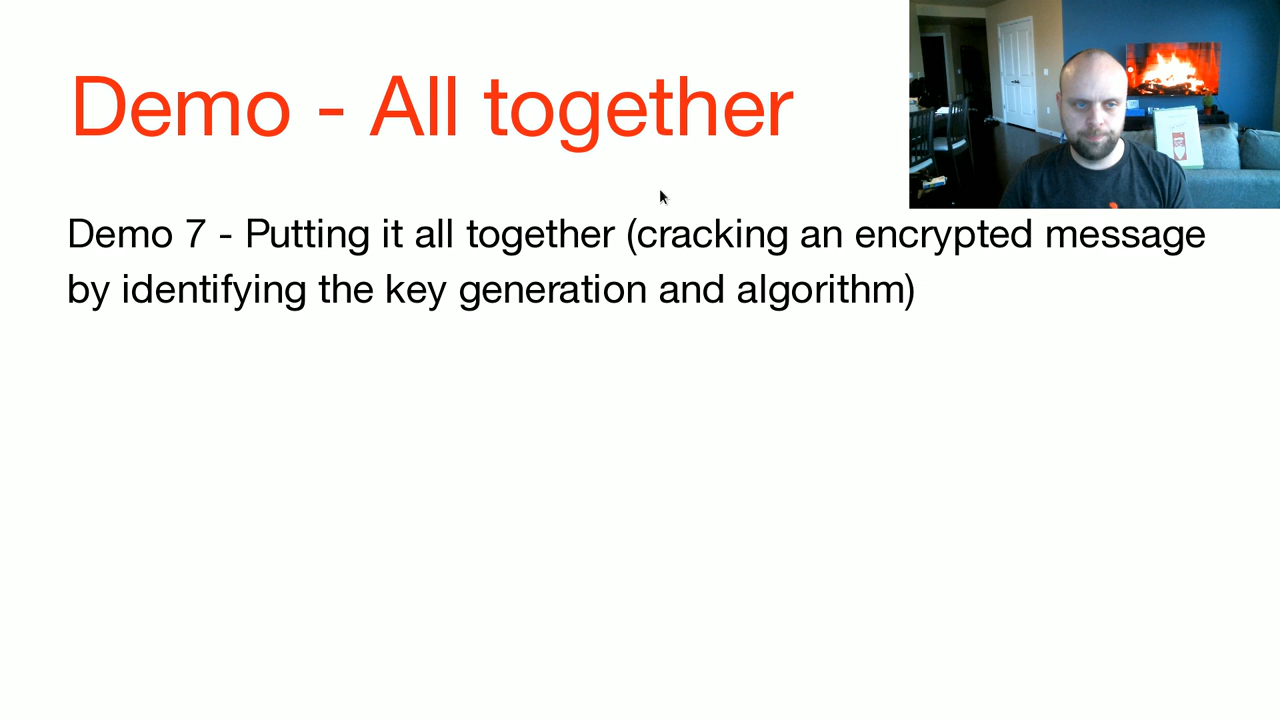 Demo - All together
Demo 7 - Putting it all together (cracking an encrypted message
by identifying the key generation and algorithm)